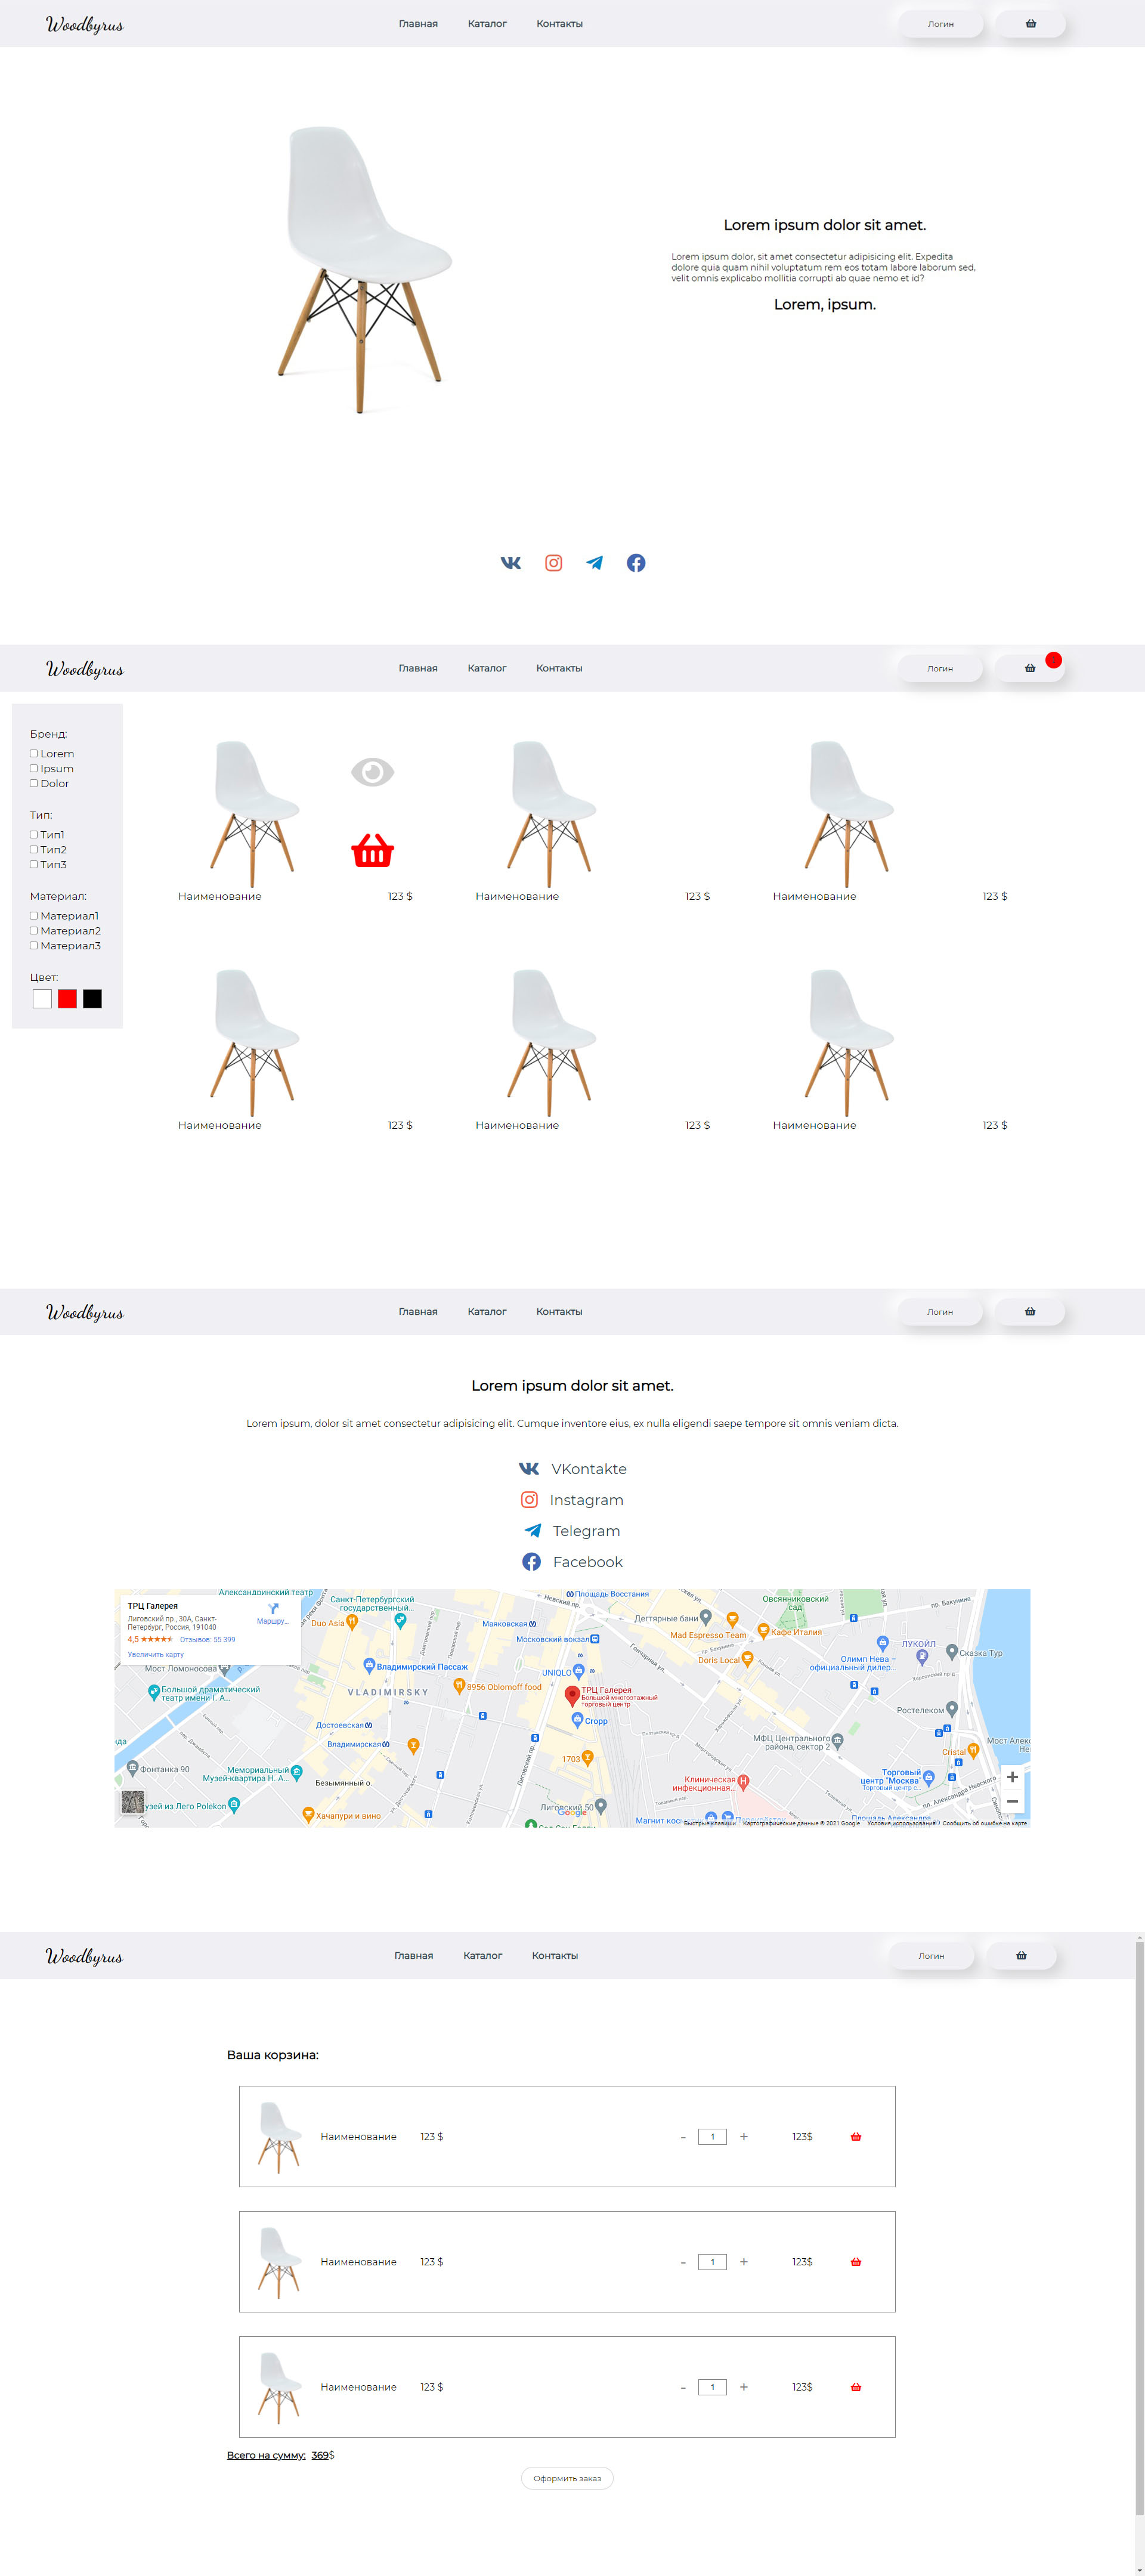 Woodbyrus Главная Каталог Контакты Логин
Lorem ipsum dolor sit amet.
Lorem ipsum dolor, sit amet consectetur adipisicing elit. Expedita
dolore quia quam nihil voluptatum rem eos totam labore laborum sed,
velit omnis explicabo mollitia corrupti ab quae nemo et id?
Lorem, ipsum.
Woodbyrus Главная Каталог Контакты Логин
Бренд:
Lorem
Ipsum
Dolor
Тип:
Тип1
Тип2
Тип3
Материал:
Материал1
Материал2
Материал3
Цвет:
Наименование 123 $ Наименование 123 $ Наименование 123 $
Наименование 123 $ Наименование 123 $ Наименование 123 $
Woodbyrus Главная Каталог Контакты Логин
Lorem ipsum dolor sit amet.
Lorem ipsum, dolor sit amet consectetur adipisicing elit. Cumque inventore eius, ex nulla eligendi saepe tempore sit omnis veniam dicta.
VKontakte
Instagram
Telegram
Facebook
ТРЦ Галерея
Лиговский пр., 30А, Санкт-
Петербург, Россия, 191040
4,5 Отзывов: 55 399
Увеличить карту
Маршру...
Александринский театр
Санкт-Петербургский
государственный...
Duo Asia
Площадь Восстания
Маяковская
Московский вокзал
Дегтярные бани
Овсянниковский
сад
Mad Espresso Team
Кафе Италия
Doris Local
ЛУКОЙЛ
Олимп Нева –
официальный дилер...
Сказка Тур
Мост Ломоносова
Владимирский Пассаж
UNIQLO
Большой драматический
театр имени Г. А...
VLADIMIRSKY
8956 Oblomoff food
ТРЦ Галерея
Большой многоэтажный
торговый центр
Cropp
Ростелеком
Достоевская
Владимирская
МФЦ Центрального
района, сектор 2
Фонтанка 90
Мемориальный
Музей-квартира Н. А...
Безымянный о.
1703
Cristal
Клиническая
инфекционная...
Торговый
центр "Москва"
Торговый центр с...
пр. Александра Невского
Хачапури и вино
Лиговский 50
Google
Быстрые клавиши Картографические данные © 2021 Google Условия использования Сообщить об ошибке на карте
Woodbyrus Главная Каталог Контакты Логин
Ваша корзина:
Наименование 123 $ - 1 + 123$
Наименование 123 $ - 1 + 123$
Наименование 123 $ - 1 + 123$
Всего на сумму: 369$
Оформить заказ